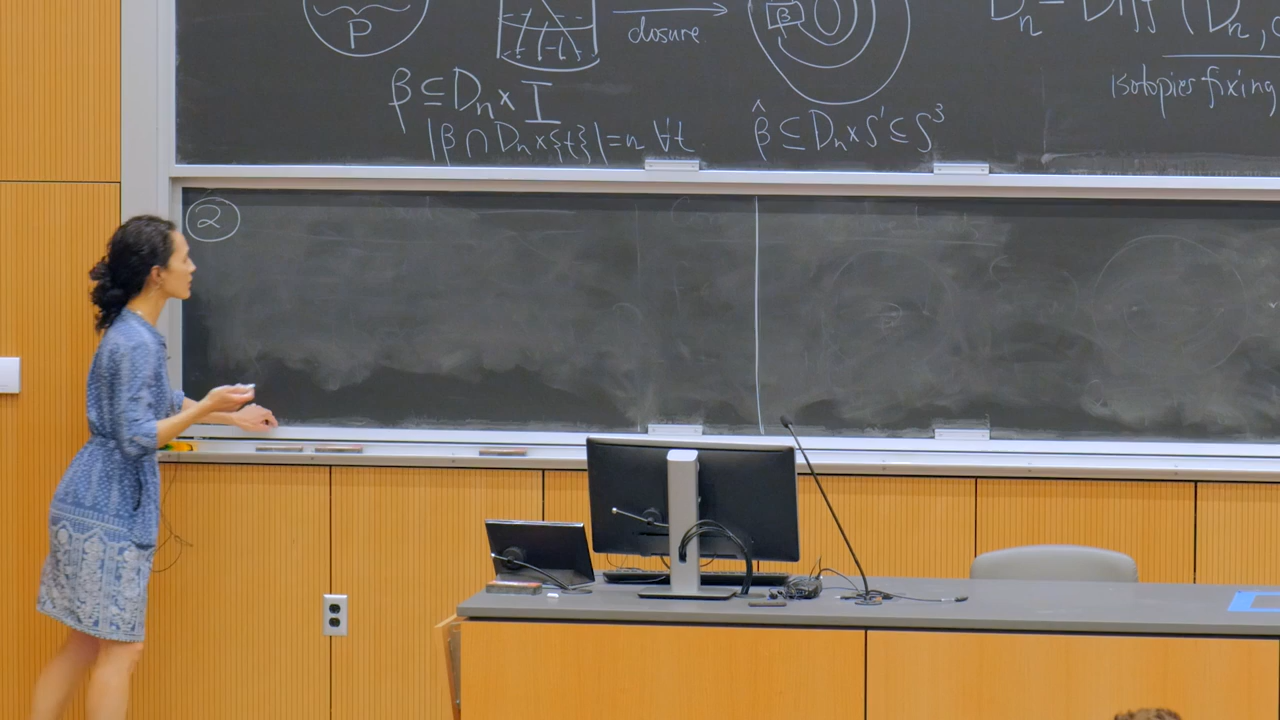 P
closure
β
β ⊆ Dₙ × I
|β ∩ Dₙ × {t}| = n ∀t
β̂ ⊆ Dₙ × S¹ ⊆ S³
isotopies fixing
②